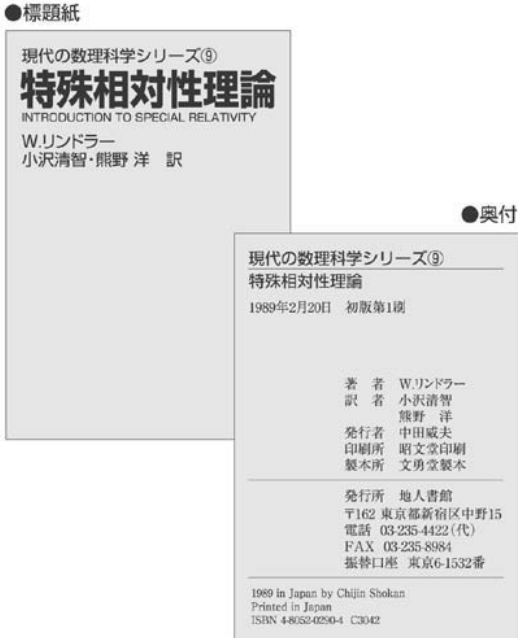 ●標題紙
現代の数理科学シリーズ⑨
特殊相対性理論
INTRODUCTION TO SPECIAL RELATIVITY
W.リンドラー
小沢清智・熊野 洋 訳
●奥付
現代の数理科学シリーズ⑨
特殊相対性理論
1989年2月20日 初版第1刷
著 者 W.リンドラー
訳 者 小沢清智
熊野 洋
発行者 中田威夫
印刷所 昭文堂印刷
製本所 文勇堂製本
発行所 地人書館
〒162 東京都新宿区中野15
電話 03-235-4422(代)
FAX 03-235-8984
振替口座 東京6-1532番
1989 in Japan by Chijin Shokan
Printed in Japan
ISBN 4-8052-0290-4 C3042